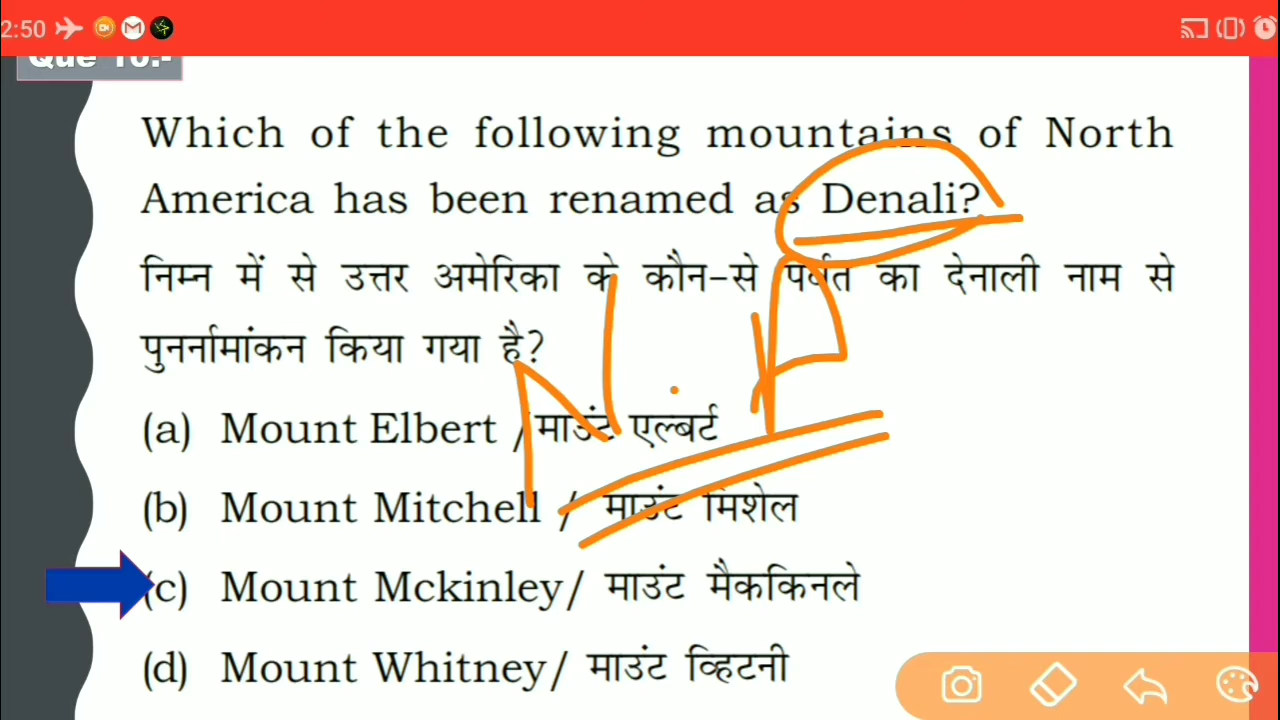 2:50
Que 10:-
Which of the following mountains of North
America has been renamed as Denali?
निम्न में से उत्तर अमेरिका के कौन-से पर्वत का देनाली नाम से
पुनर्नामांकन किया गया है?
N.P
(a) Mount Elbert / माउंट एल्बर्ट
(b) Mount Mitchell / माउंट मिशेल
(c) Mount Mckinley/ माउंट मैककिनले
(d) Mount Whitney/ माउंट व्हिटनी